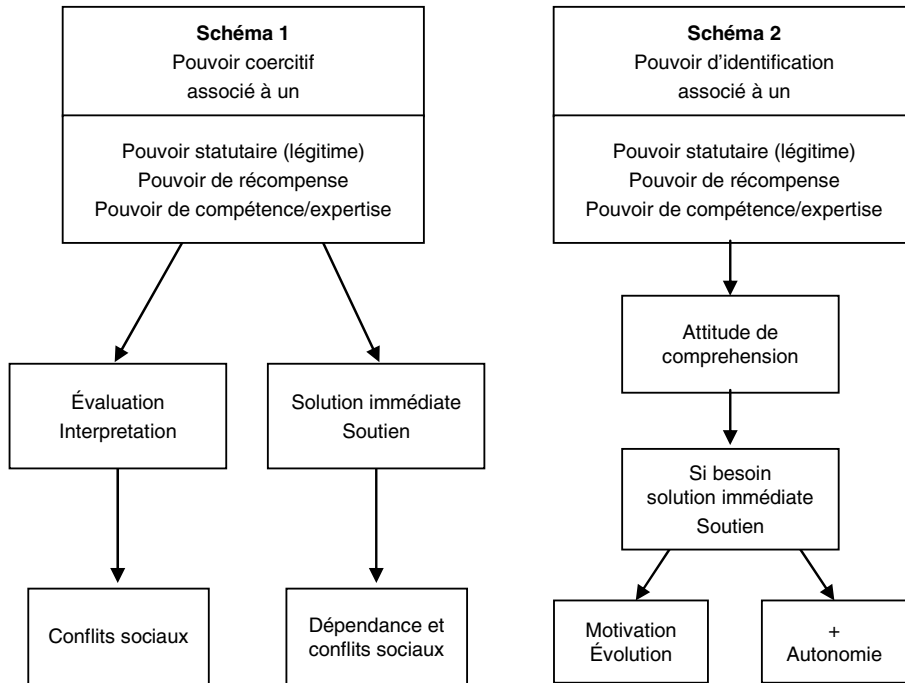 Schéma 1
Pouvoir coercitif
associé à un
Pouvoir statutaire (légitime)
Pouvoir de récompense
Pouvoir de compétence/expertise
Évaluation
Interpretation
Solution immédiate
Soutien
Conflits sociaux
Dépendance et
conflits sociaux
Schéma 2
Pouvoir d’identification
associé à un
Pouvoir statutaire (légitime)
Pouvoir de récompense
Pouvoir de compétence/expertise
Attitude de
comprehension
Si besoin
solution immédiate
Soutien
Motivation
Évolution
+
Autonomie